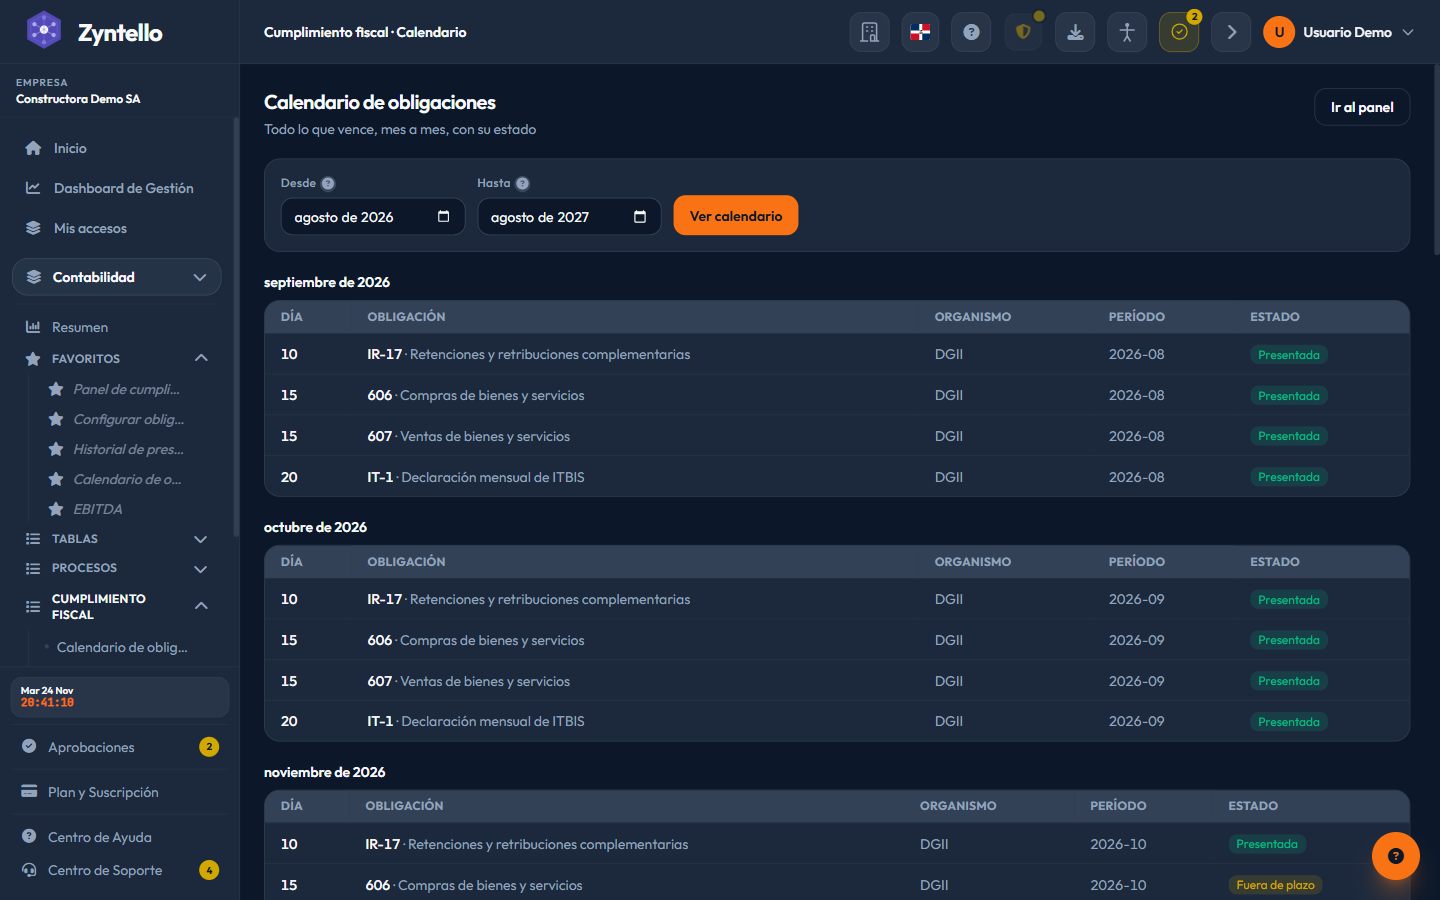 Zyntello
Cumplimiento fiscal · Calendario
2
U
Usuario Demo
EMPRESA
Constructora Demo SA
Inicio
Dashboard de Gestión
Mis accesos
Contabilidad
Resumen
FAVORITOS
Panel de cumpli...
Configurar oblig...
Historial de pres...
Calendario de o...
EBITDA
TABLAS
PROCESOS
CUMPLIMIENTO
FISCAL
Calendario de oblig...
Mar 24 Nov
20:41:10
Aprobaciones
2
Plan y Suscripción
Centro de Ayuda
Centro de Soporte
4
Calendario de obligaciones
Todo lo que vence, mes a mes, con su estado
Ir al panel
Desde ?
Hasta ?
agosto de 2026
agosto de 2027
Ver calendario
septiembre de 2026
DÍA OBLIGACIÓN ORGANISMO PERÍODO ESTADO
10 IR-17 · Retenciones y retribuciones complementarias DGII 2026-08 Presentada
15 606 · Compras de bienes y servicios DGII 2026-08 Presentada
15 607 · Ventas de bienes y servicios DGII 2026-08 Presentada
20 IT-1 · Declaración mensual de ITBIS DGII 2026-08 Presentada
octubre de 2026
DÍA OBLIGACIÓN ORGANISMO PERÍODO ESTADO
10 IR-17 · Retenciones y retribuciones complementarias DGII 2026-09 Presentada
15 606 · Compras de bienes y servicios DGII 2026-09 Presentada
15 607 · Ventas de bienes y servicios DGII 2026-09 Presentada
20 IT-1 · Declaración mensual de ITBIS DGII 2026-09 Presentada
noviembre de 2026
DÍA OBLIGACIÓN ORGANISMO PERÍODO ESTADO
10 IR-17 · Retenciones y retribuciones complementarias DGII 2026-10 Presentada
15 606 · Compras de bienes y servicios DGII 2026-10 Fuera de plazo